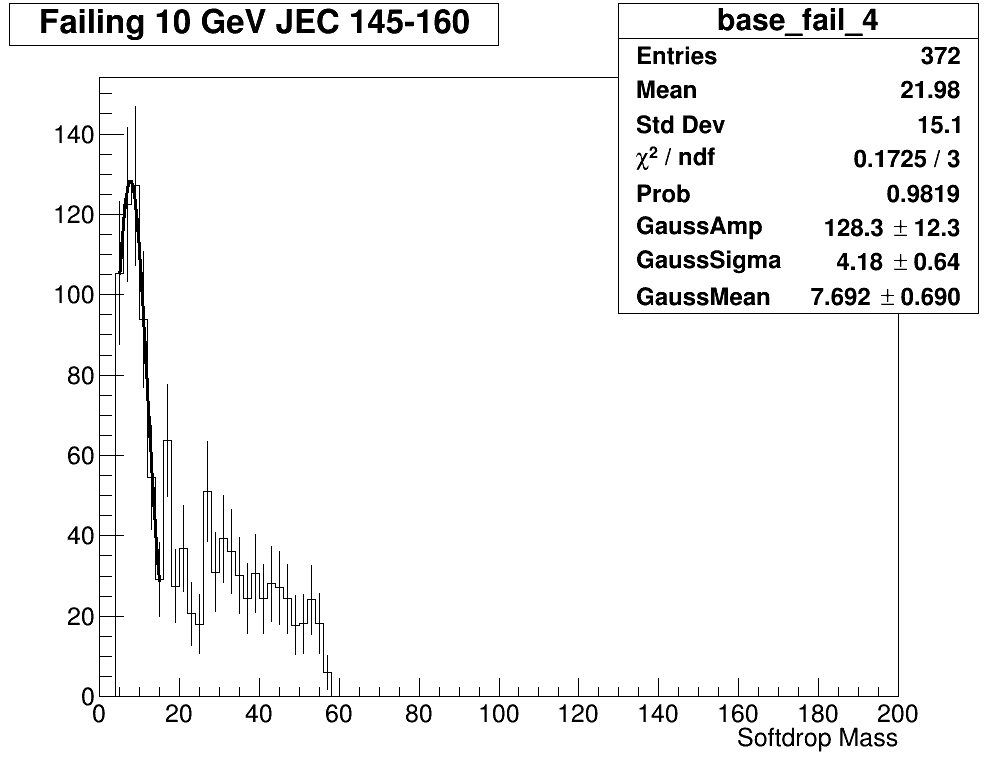 Failing 10 GeV JEC 145-160
base_fail_4
Entries 372
Mean 21.98
Std Dev 15.1
χ² / ndf 0.1725 / 3
Prob 0.9819
GaussAmp 128.3 ± 12.3
GaussSigma 4.18 ± 0.64
GaussMean 7.692 ± 0.690
140
120
100
80
60
40
20
0
0 20 40 60 80 100 120 140 160 180 200
Softdrop Mass